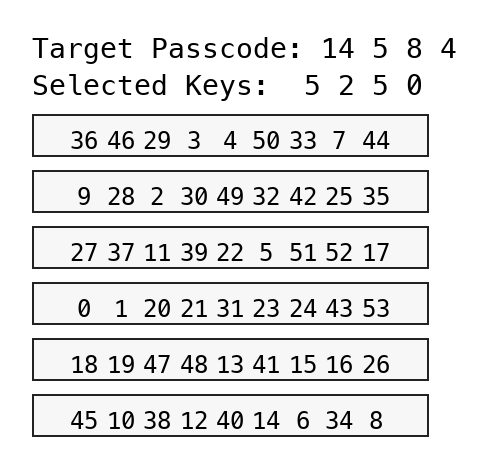 Target Passcode: 14 5 8 4
Selected Keys: 5 2 5 0
36 46 29 3 4 50 33 7 44
9 28 2 30 49 32 42 25 35
27 37 11 39 22 5 51 52 17
0 1 20 21 31 23 24 43 53
18 19 47 48 13 41 15 16 26
45 10 38 12 40 14 6 34 8